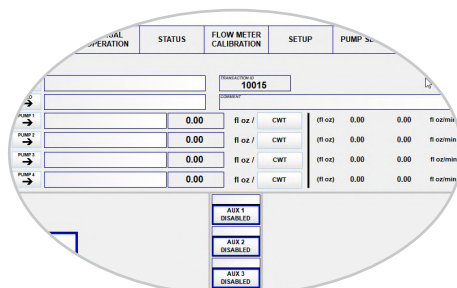 OPERATION STATUS FLOW METER CALIBRATION SETUP PUMP
TRANSACTION ID
10015
COMMENT
PUMP 1 0.00 fl oz / CWT (fl oz) 0.00 0.00 fl oz/min
PUMP 2 0.00 fl oz / CWT (fl oz) 0.00 0.00 fl oz/min
PUMP 3 0.00 fl oz / CWT (fl oz) 0.00 0.00 fl oz/min
PUMP 4 0.00 fl oz / CWT (fl oz) 0.00 0.00 fl oz/min
AUX 1
DISABLED
AUX 2
DISABLED
AUX 3
DISABLED